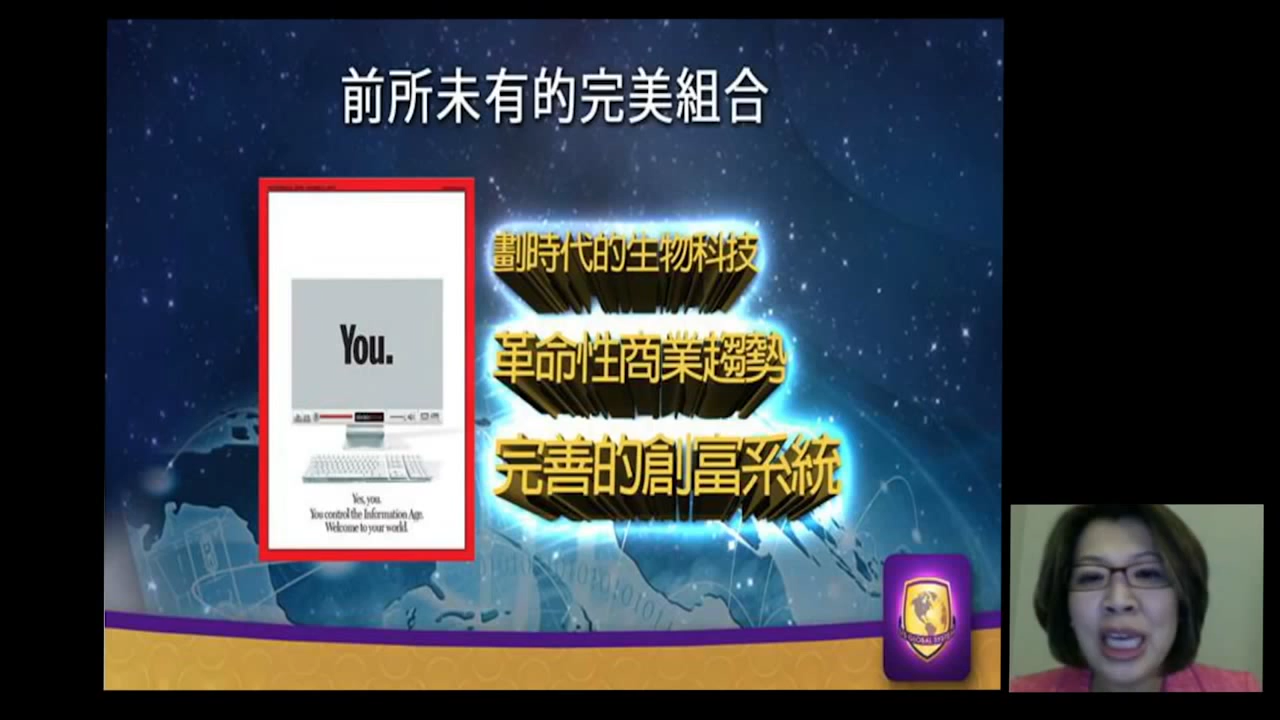 前所未有的完美組合
You.
Yes, you.
You control the Information Age.
Welcome to your world.
劃時代的生物科技
革命性商業趨勢
完善的創富系統
GLOBAL SYSTEM